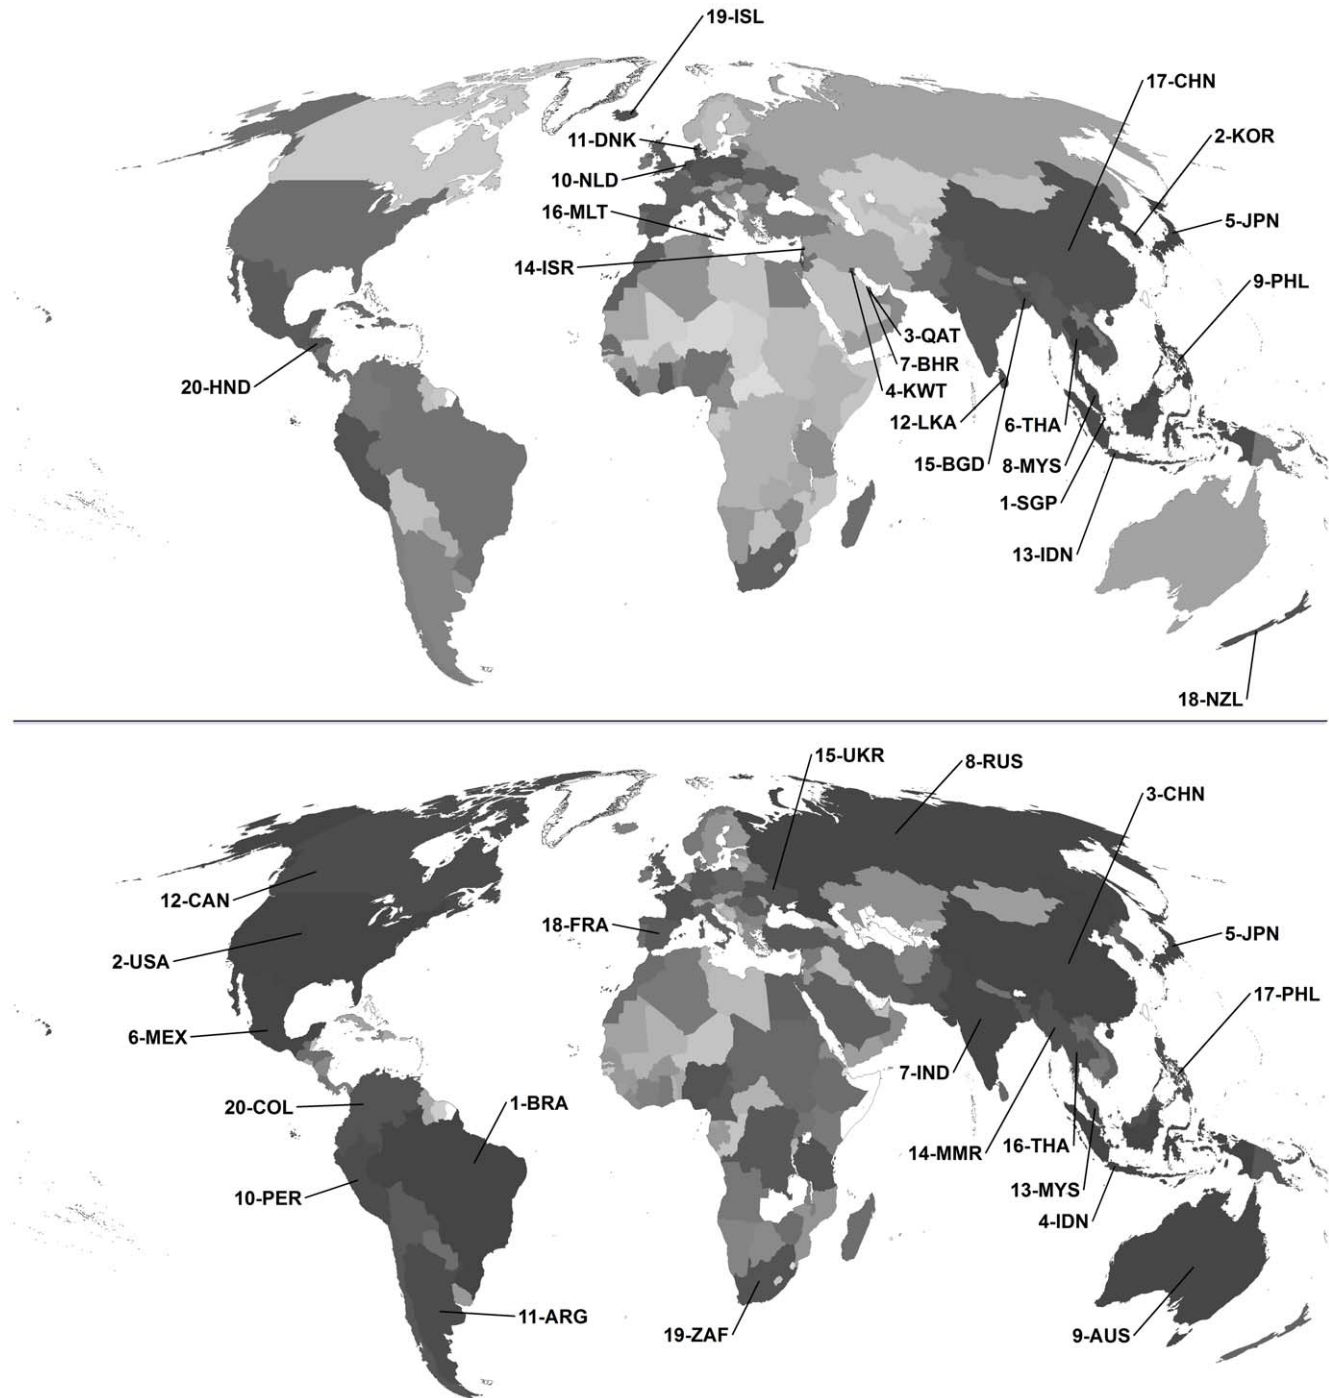 19-ISL
17-CHN
2-KOR
11-DNK
10-NLD
16-MLT
5-JPN
14-ISR
9-PHL
3-QAT
7-BHR
20-HND
4-KWT
12-LKA
6-THA
15-BGD
8-MYS
1-SGP
13-IDN
18-NZL
15-UKR
8-RUS
3-CHN
12-CAN
18-FRA
5-JPN
2-USA
17-PHL
6-MEX
7-IND
20-COL
1-BRA
14-MMR
16-THA
10-PER
13-MYS
4-IDN
11-ARG
19-ZAF
9-AUS